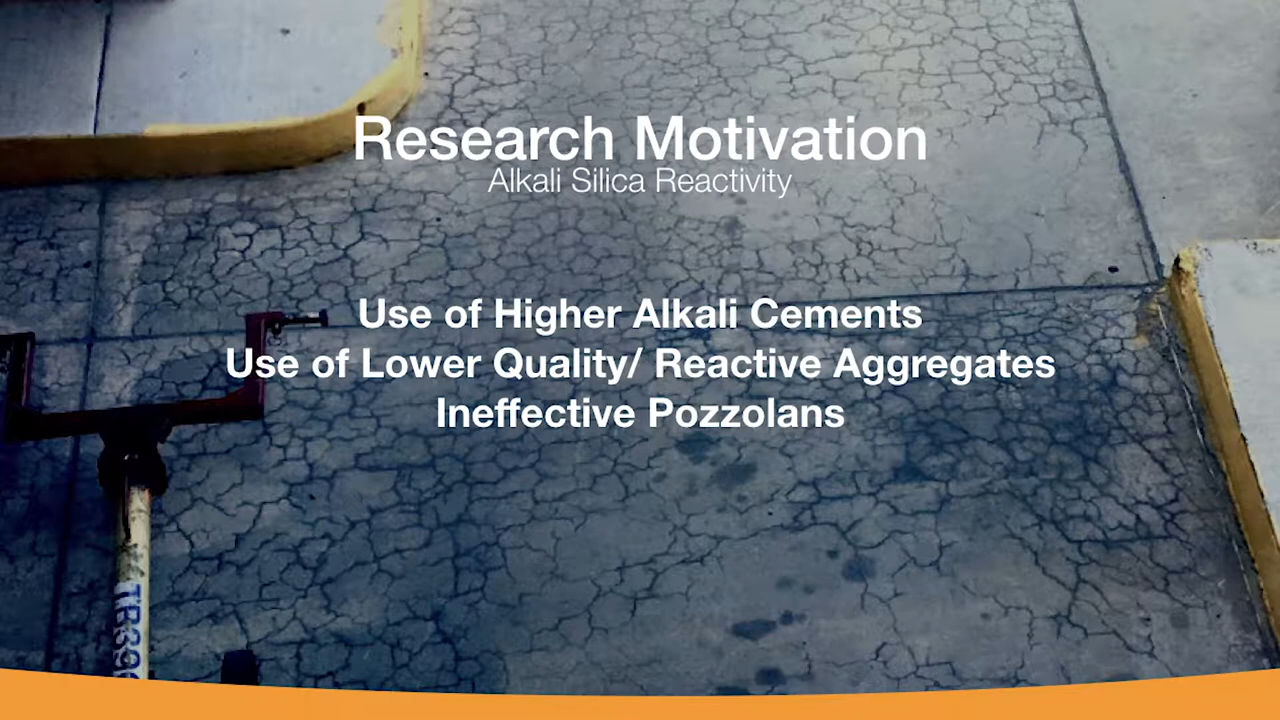 Research Motivation
Alkali Silica Reactivity
Use of Higher Alkali Cements
Use of Lower Quality/ Reactive Aggregates
Ineffective Pozzolans